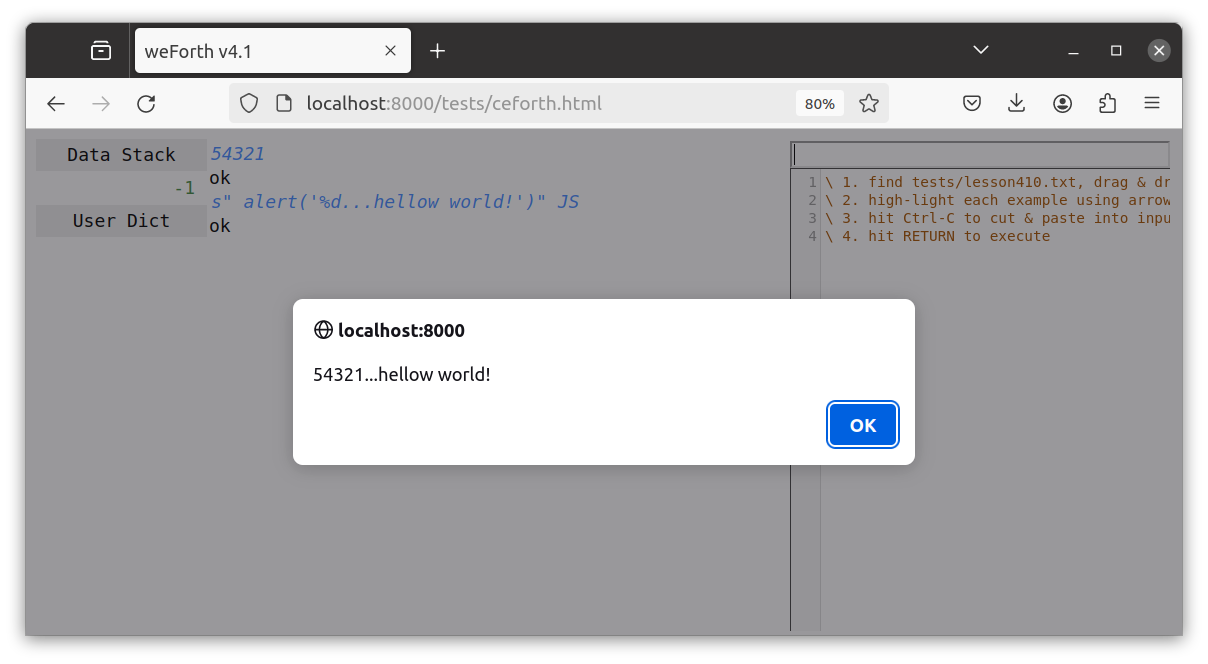 weForth v4.1
localhost:8000/tests/ceforth.html
80%
Data Stack
-1
User Dict
54321
ok
s" alert('%d...hellow world!')" JS
ok
1 \ 1. find tests/lesson410.txt, drag & dr
2 \ 2. high-light each example using arrow
3 \ 3. hit Ctrl-C to cut & paste into inpu
4 \ 4. hit RETURN to execute
localhost:8000
54321...hellow world!
OK